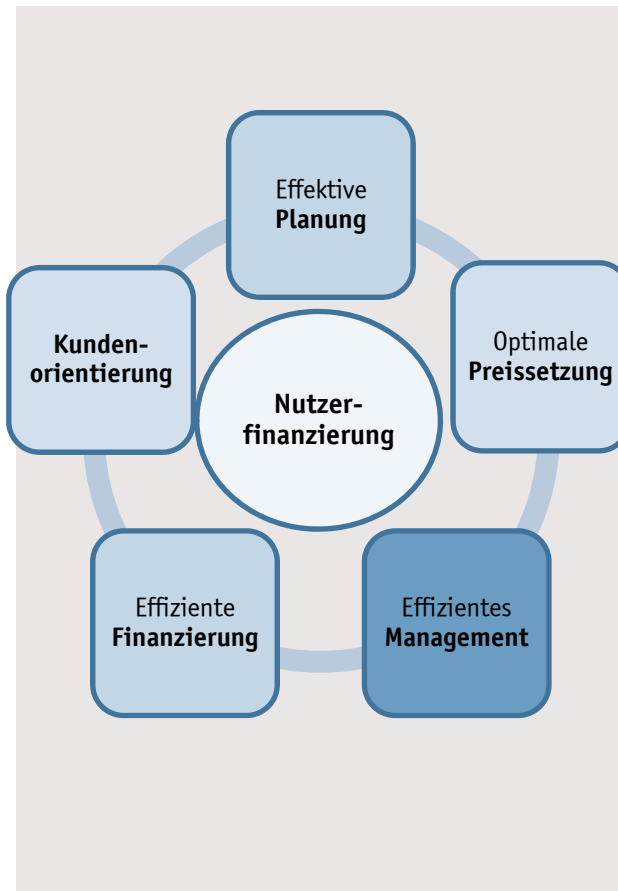 Effektive
Planung
Optimale
Preissetzung
Effizientes
Management
Effiziente
Finanzierung
Kunden-
orientierung
Nutzer-
finanzierung